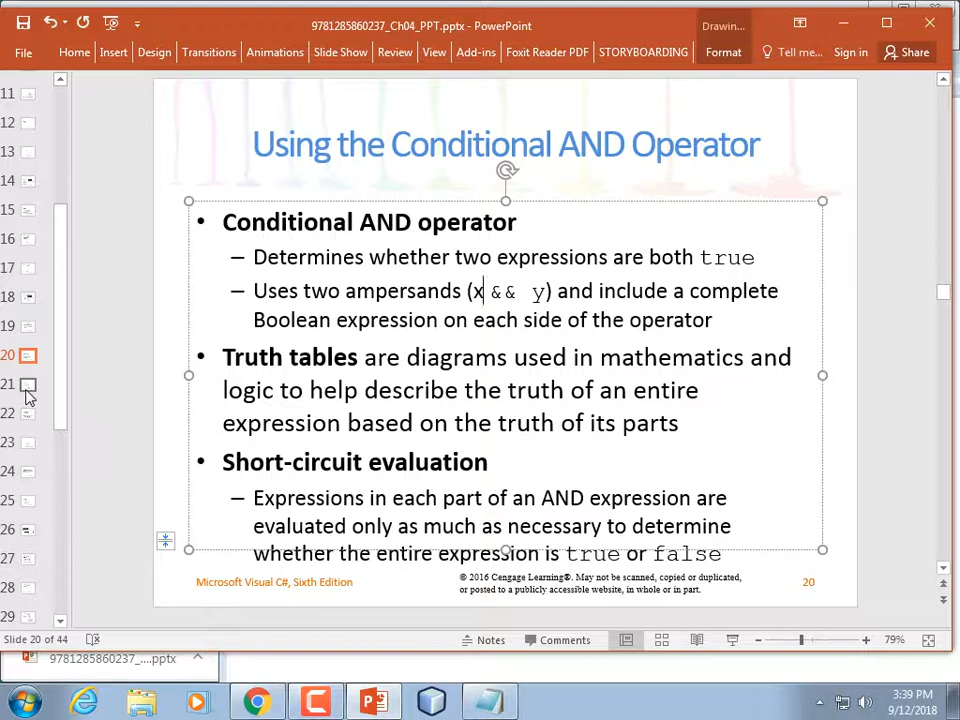 9781285860237_Ch04_PPT.pptx - PowerPoint
Drawin...
File Home Insert Design Transitions Animations Slide Show Review View Add-ins Foxit Reader PDF STORYBOARDING Format Tell me... Sign in Share
11
12
13
14
15
16
17
18
19
20
21
22
23
24
25
26
27
28
29
Using the Conditional AND Operator
• Conditional AND operator
– Determines whether two expressions are both true
– Uses two ampersands (x && y) and include a complete
Boolean expression on each side of the operator
• Truth tables are diagrams used in mathematics and
logic to help describe the truth of an entire
expression based on the truth of its parts
• Short-circuit evaluation
– Expressions in each part of an AND expression are
evaluated only as much as necessary to determine
whether the entire expression is true or false
Microsoft Visual C#, Sixth Edition
© 2016 Cengage Learning®. May not be scanned, copied or duplicated,
or posted to a publicly accessible website, in whole or in part.
20
Slide 20 of 44 Notes Comments 79%
9781285860237_....pptx
3:39 PM
9/12/2018